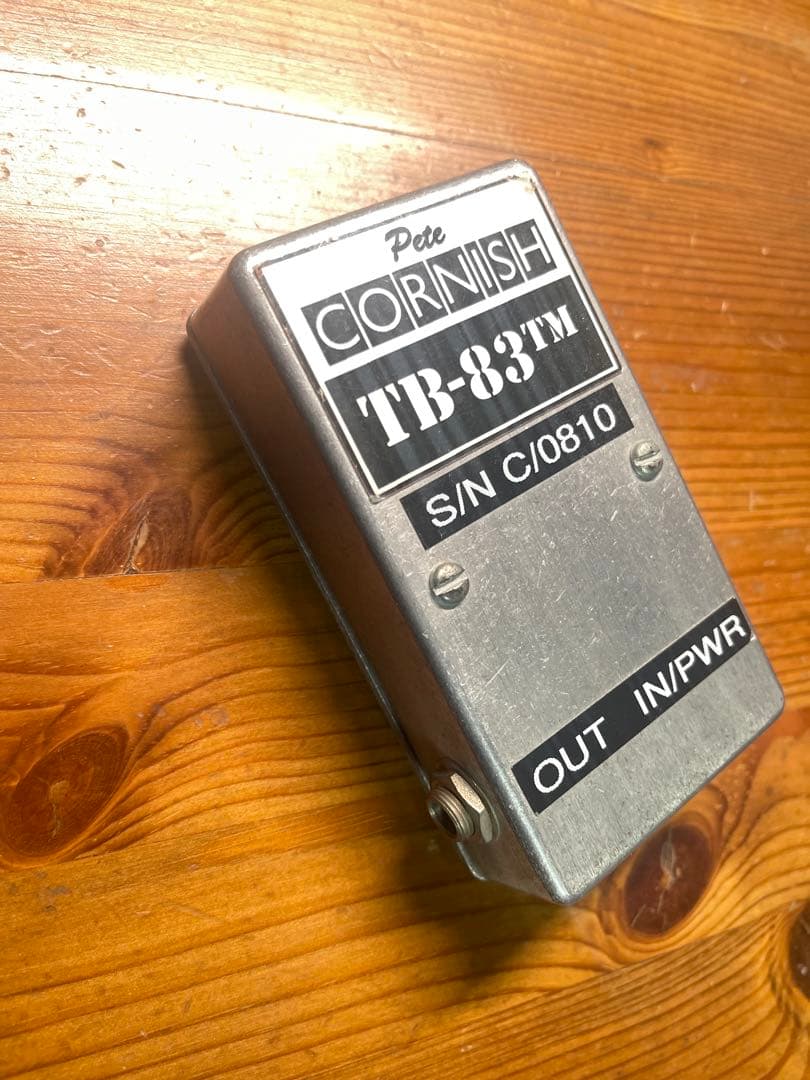 Pete
CORNISH
TB-83™
S/N C/0810
OUT IN/PWR